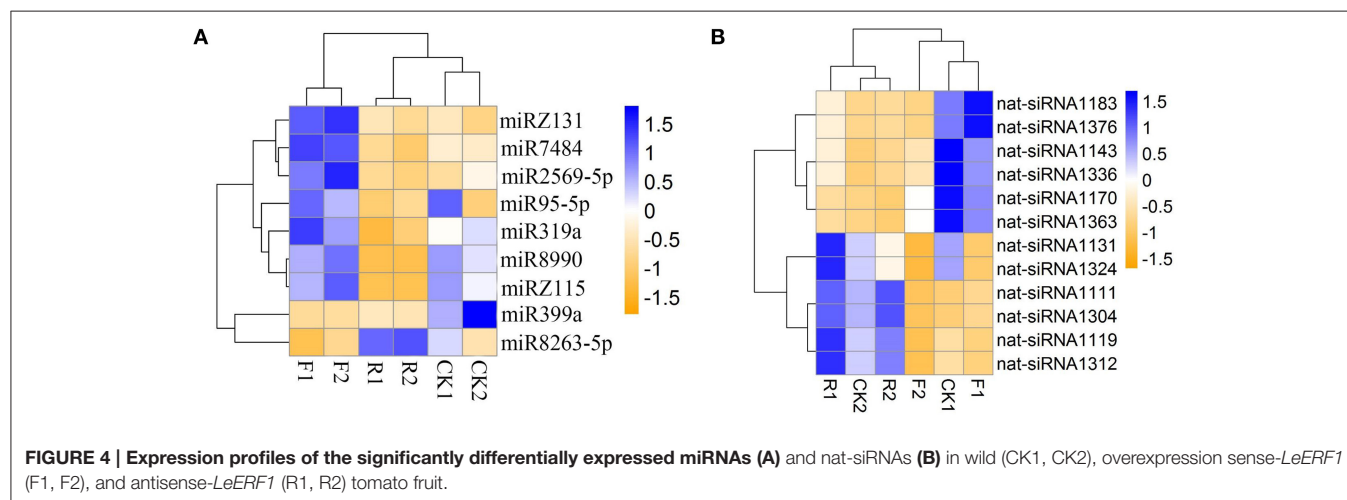 A
miRZ131
miR7484
miR2569-5p
miR95-5p
miR319a
miR8990
miRZ115
miR399a
miR8263-5p
1.5
1
0.5
0
-0.5
-1
-1.5
F1 F2 R1 R2 CK1 CK2
B
nat-siRNA1183
nat-siRNA1376
nat-siRNA1143
nat-siRNA1336
nat-siRNA1170
nat-siRNA1363
nat-siRNA1131
nat-siRNA1324
nat-siRNA1111
nat-siRNA1304
nat-siRNA1119
nat-siRNA1312
1.5
1
0.5
0
-0.5
-1
-1.5
R1 CK2 R2 F2 CK1 F1
FIGURE 4 | Expression profiles of the significantly differentially expressed miRNAs (A) and nat-siRNAs (B) in wild (CK1, CK2), overexpression sense-LeERF1
(F1, F2), and antisense-LeERF1 (R1, R2) tomato fruit.